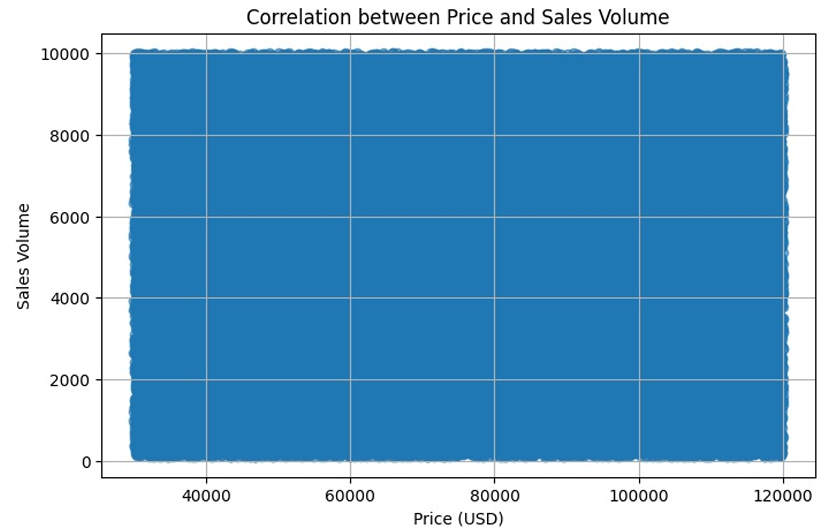 Correlation between Price and Sales Volume
10000
8000
6000
4000
2000
0
Sales Volume
40000 60000 80000 100000 120000
Price (USD)